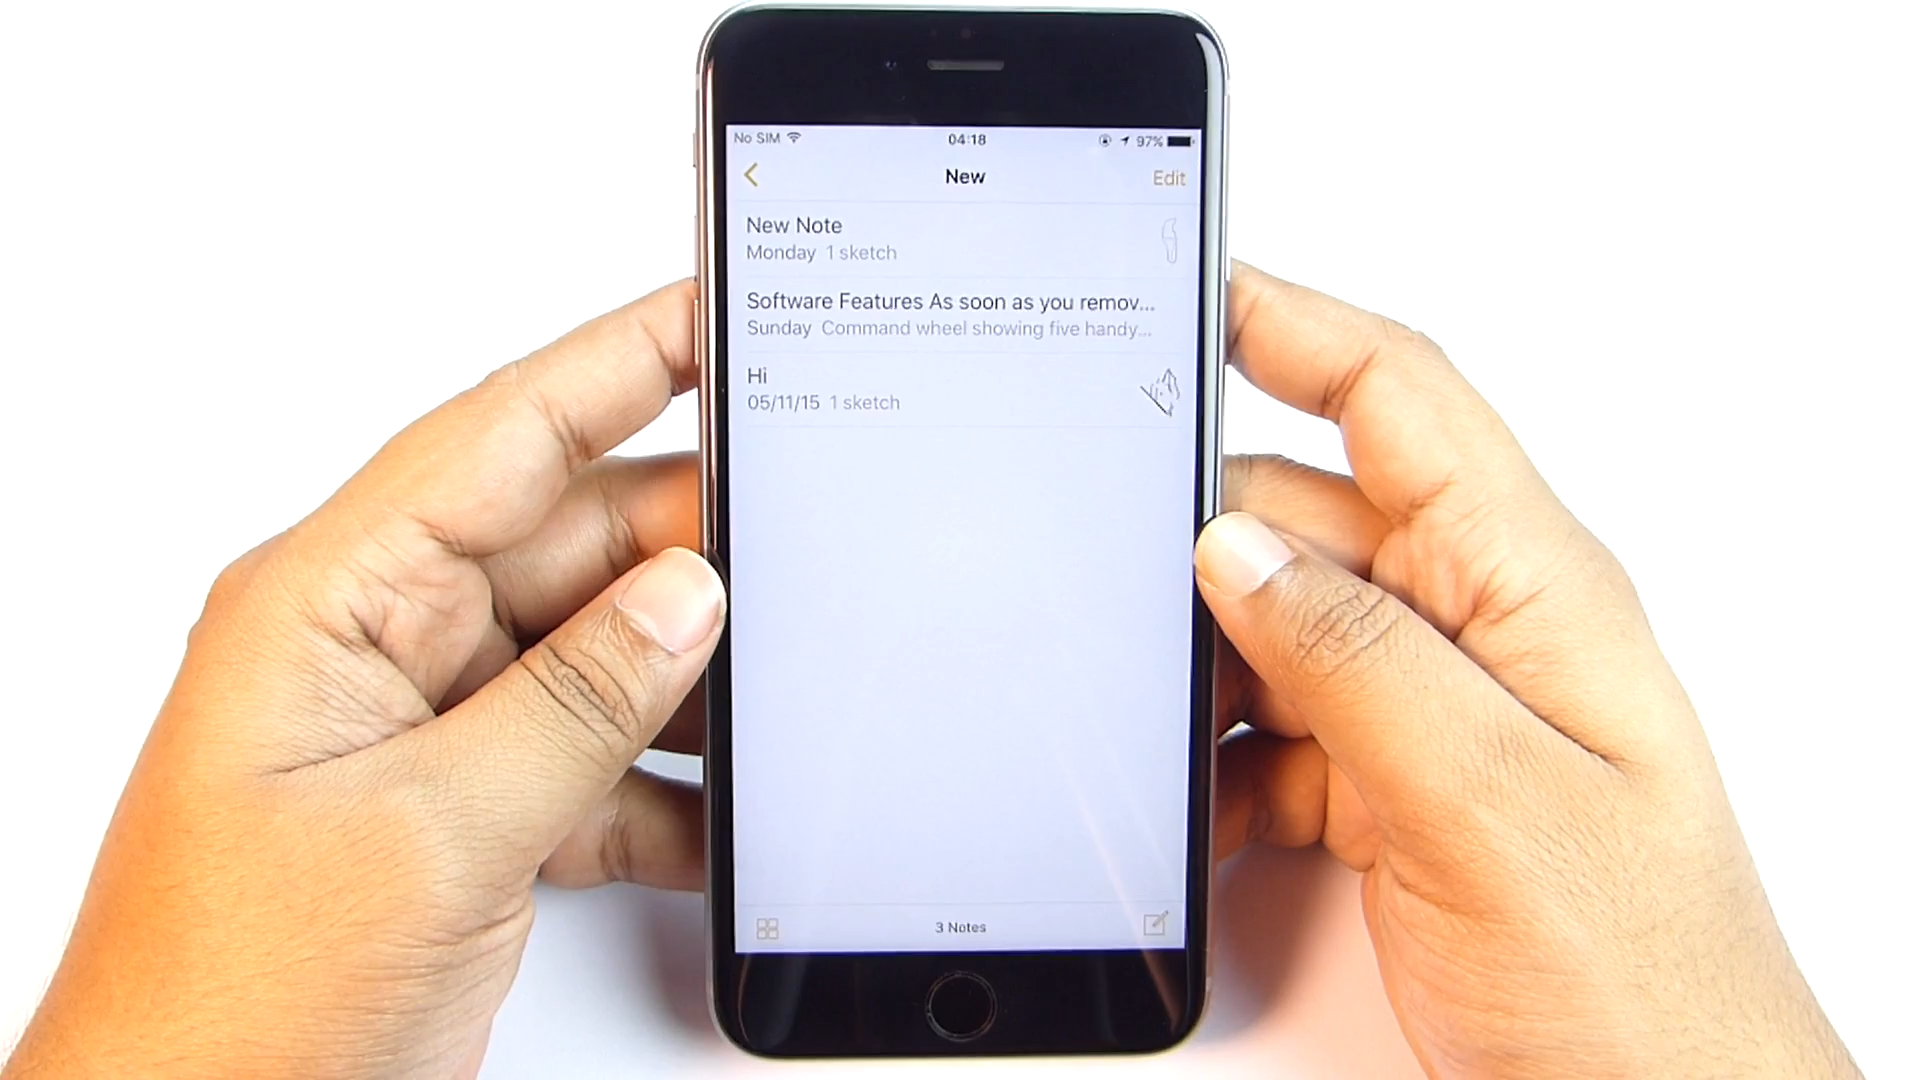 No SIM 04:18 97%
New Edit
New Note
Monday 1 sketch
Software Features As soon as you remov...
Sunday Command wheel showing five handy...
Hi
05/11/15 1 sketch
3 Notes